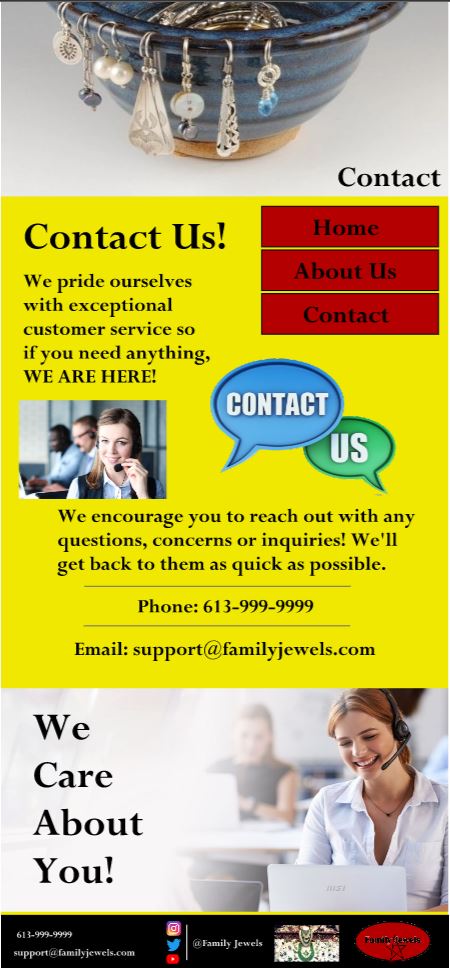 Contact
Contact Us!
Home
About Us
Contact
We pride ourselves
with exceptional
customer service so
if you need anything,
WE ARE HERE!
CONTACT
US
We encourage you to reach out with any
questions, concerns or inquiries! We'll
get back to them as quick as possible.
Phone: 613-999-9999
Email: support@familyjewels.com
We
Care
About
You!
msi
613-999-9999
support@familyjewels.com
@Family Jewels
Family Jewels